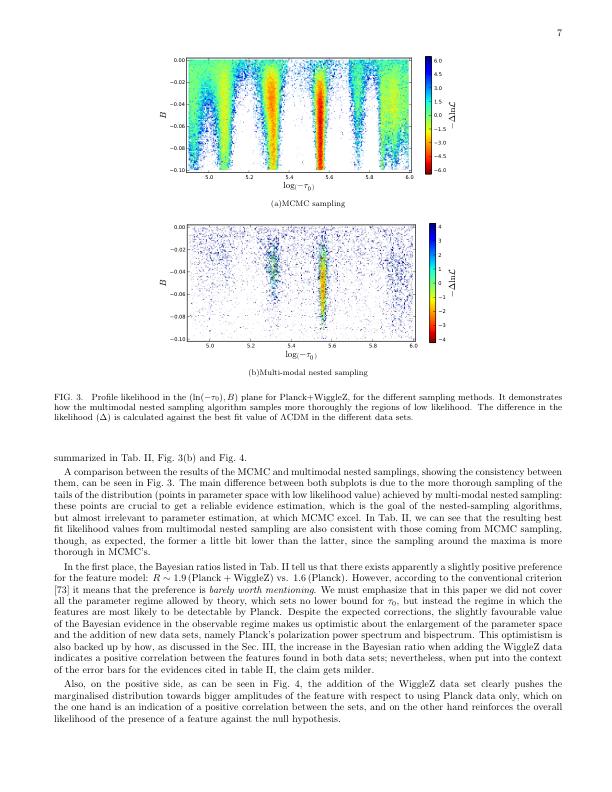 7
0.00
−0.02
−0.04
−0.06
−0.08
−0.10
B
5.0 5.2 5.4 5.6 5.8 6.0
log(−τ0)
6.0
4.5
3.0
1.5
0.0
−1.5
−3.0
−4.5
−6.0
−Δln𝓛
(a)MCMC sampling
0.00
−0.02
−0.04
−0.06
−0.08
−0.10
B
5.0 5.2 5.4 5.6 5.8 6.0
log(−τ0)
4
3
2
1
0
−1
−2
−3
−4
−Δln𝓛
(b)Multi-modal nested sampling
FIG. 3. Profile likelihood in the (ln(−τ0), B) plane for Planck+WiggleZ, for the different sampling methods. It demonstrates
how the multimodal nested sampling algorithm samples more thoroughly the regions of low likelihood. The difference in the
likelihood (Δ) is calculated against the best fit value of ΛCDM in the different data sets.
summarized in Tab. II, Fig. 3(b) and Fig. 4.
A comparison between the results of the MCMC and multimodal nested samplings, showing the consistency between
them, can be seen in Fig. 3. The main difference between both subplots is due to the more thorough sampling of the
tails of the distribution (points in parameter space with low likelihood value) achieved by multi-modal nested sampling:
these points are crucial to get a reliable evidence estimation, which is the goal of the nested-sampling algorithms,
but almost irrelevant to parameter estimation, at which MCMC excel. In Tab. II, we can see that the resulting best
fit likelihood values from multimodal nested sampling are also consistent with those coming from MCMC sampling,
though, as expected, the former a little bit lower than the latter, since the sampling around the maxima is more
thorough in MCMC's.
In the first place, the Bayesian ratios listed in Tab. II tell us that there exists apparently a slightly positive preference
for the feature model: R ∼ 1.9 (Planck + WiggleZ) vs. 1.6 (Planck). However, according to the conventional criterion
[73] it means that the preference is barely worth mentioning. We must emphasize that in this paper we did not cover
all the parameter regime allowed by theory, which sets no lower bound for τ0, but instead the regime in which the
features are most likely to be detected by Planck. Despite the expected corrections, the slightly favourable value
of the Bayesian evidence in the observable regime makes us optimistic about the enlargement of the parameter space
and the addition of new data sets, namely Planck's polarization power spectrum and bispectrum. This optimistism is
also backed up by how, as discussed in the Sec. III, the increase in the Bayesian ratio when adding the WiggleZ data
indicates a positive correlation between the features found in both data sets; nevertheless, when put into the context
of the error bars for the evidences cited in table II, the claim gets milder.
Also, on the positive side, as can be seen in Fig. 4, the addition of the WiggleZ data set clearly pushes the
marginalised distribution towards bigger amplitudes of the feature with respect to using Planck data only, which on
the one hand is an indication of a positive correlation between the sets, and on the other hand reinforces the overall
likelihood of the presence of a feature against the null hypothesis.